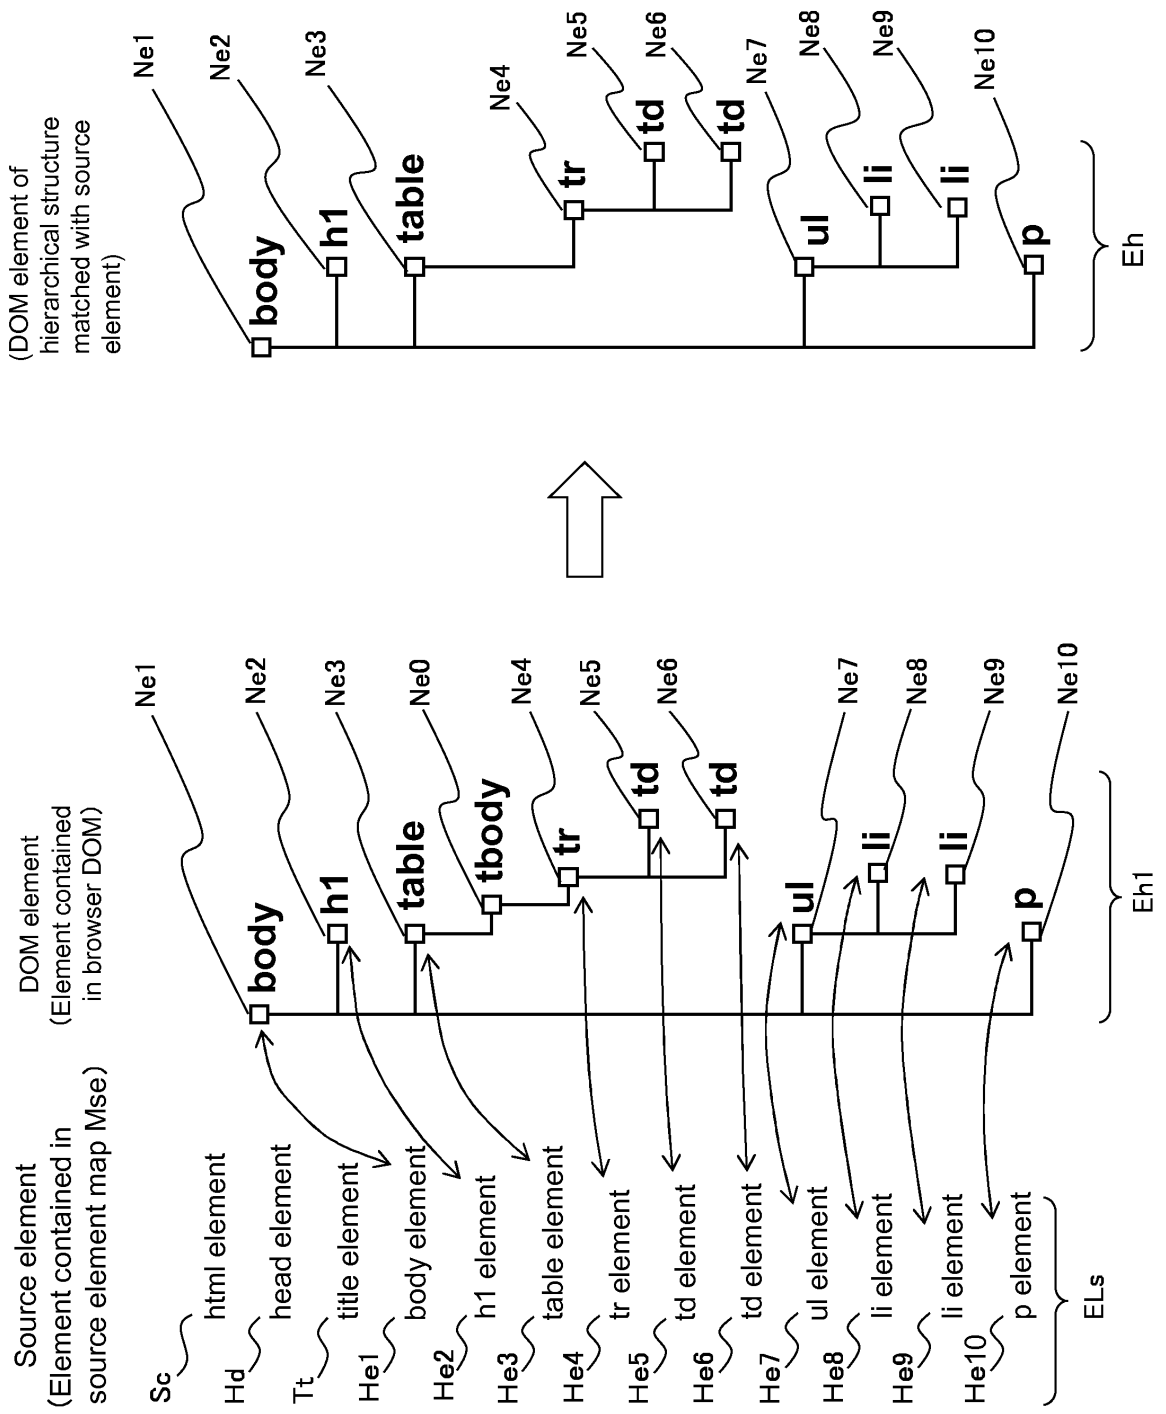 Source element
(Element contained in
source element map Mse)
Sc
html element
Hd
head element
Tt
title element
He1
body element
He2
h1 element
He3
table element
He4
tr element
He5
td element
He6
td element
He7
ul element
He8
li element
He9
li element
He10
p element
ELs
DOM element
(Element contained
in browser DOM)
body
Ne1
h1
Ne2
table
Ne3
tbody
Ne0
tr
Ne4
td
Ne5
td
Ne6
ul
Ne7
li
Ne8
li
Ne9
p
Ne10
Eh1
(DOM element of
hierarchical structure
matched with source
element)
body
Ne1
h1
Ne2
table
Ne3
tr
Ne4
td
Ne5
td
Ne6
ul
Ne7
li
Ne8
li
Ne9
p
Ne10
Eh